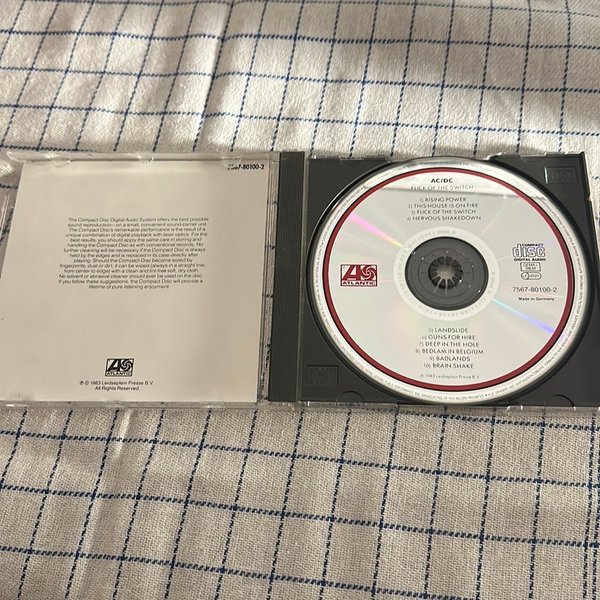 7567-80100-2
The Compact Disc Digital Audio System offers the best possible
sound reproduction—on a small, convenient sound carrier unit.
The Compact Disc's remarkable performance is the result of a
unique combination of digital playback with laser optics. For the
best results, you should apply the same care in storing and
handling the Compact Disc as with conventional records. No
further cleaning will be necessary if the Compact Disc is always
held by the edges and is replaced in its case directly after
playing. Should the Compact Disc become soiled by
fingerprints, dust or dirt, it can be wiped (always in a straight line,
from center to edge) with a clean and lint free soft, dry cloth.
No solvent or abrasive cleaner should ever be used on the disc.
If you follow these suggestions, the Compact Disc will provide a
lifetime of pure listening enjoyment.
ATLANTIC
℗ © 1983 Leidseplein Presse B.V.
All Rights Reserved.
AC/DC
FLICK OF THE SWITCH
1) RISING POWER
2) THIS HOUSE IS ON FIRE
3) FLICK OF THE SWITCH
4) NERVOUS SHAKEDOWN
ATLANTIC
COMPACT
disc
DIGITAL AUDIO
GEMA
BIEM
7567-80100-2
Made in Germany
5) LANDSLIDE
6) GUNS FOR HIRE
7) DEEP IN THE HOLE
8) BEDLAM IN BELGIUM
9) BADLANDS
10) BRAIN SHAKE
℗ © 1983 Leidseplein Presse B.V.